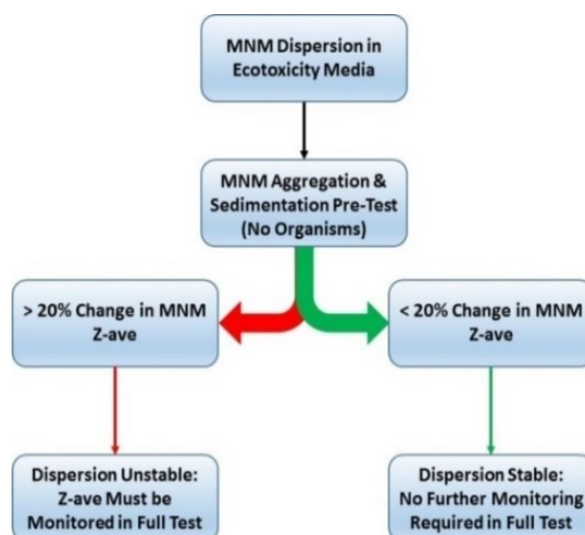 MNM Dispersion in
Ecotoxicity Media
MNM Aggregation &
Sedimentation Pre-Test
(No Organisms)
> 20% Change in MNM
Z-ave
< 20% Change in MNM
Z-ave
Dispersion Unstable:
Z-ave Must be
Monitored in Full Test
Dispersion Stable:
No Further Monitoring
Required in Full Test